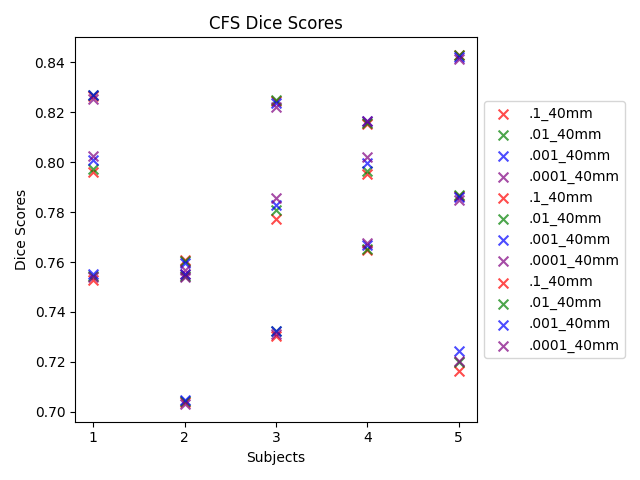 CFS Dice Scores
Dice Scores
0.84
0.82
0.80
0.78
0.76
0.74
0.72
0.70
1
2
3
4
5
Subjects
.1_40mm
.01_40mm
.001_40mm
.0001_40mm
.1_40mm
.01_40mm
.001_40mm
.0001_40mm
.1_40mm
.01_40mm
.001_40mm
.0001_40mm